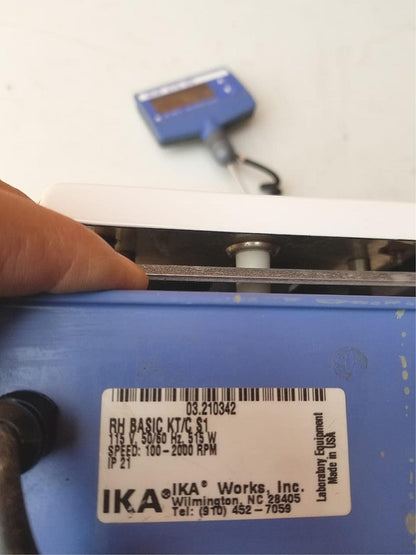 03.210342
RH BASIC KT/C S1
115 V, 50/60 Hz, 515 W
SPEED: 100-2000 RPM
IP 21
IKA®
IKA® Works, Inc.
Wilmington, NC 28405
Tel: (910) 452-7059
Laboratory Equipment
Made in USA